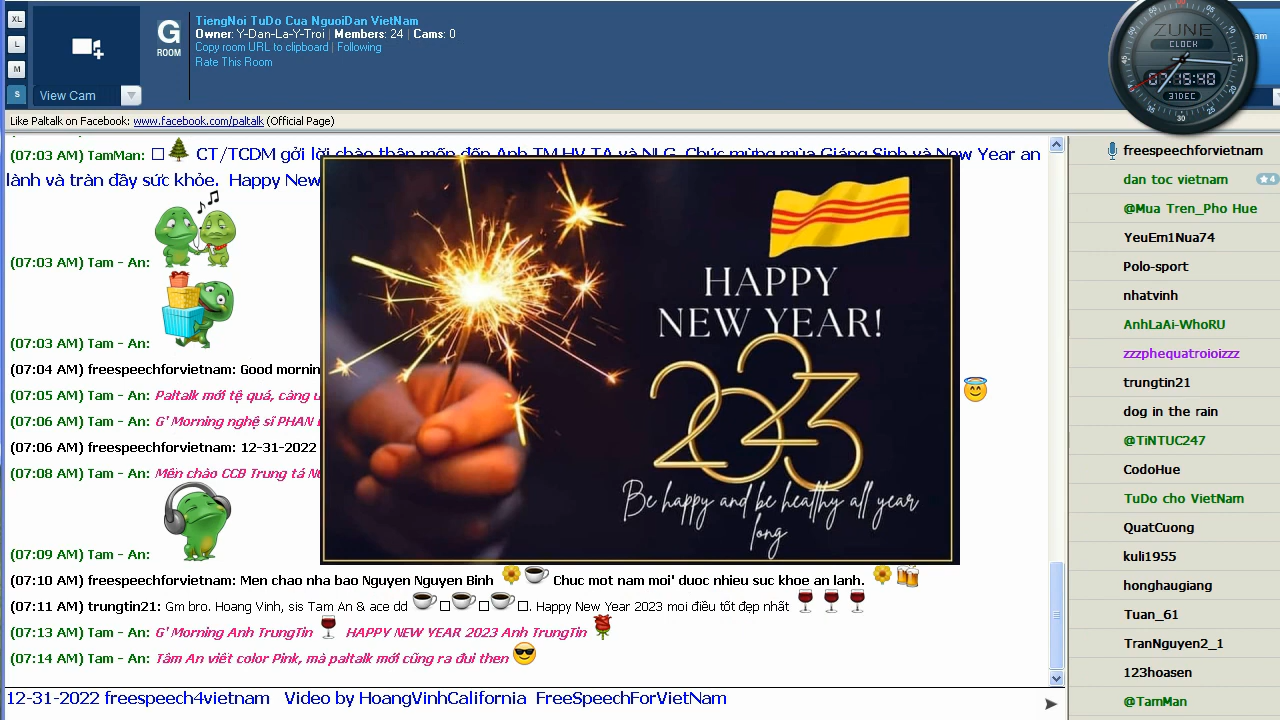 XL
L
M
S
View Cam
G
ROOM
TiengNoi TuDo Cua NguoiDan VietNam
Owner: Y-Dan-La-Y-Troi | Members: 24 | Cams: 0
Copy room URL to clipboard | Following
Rate This Room
ZUNE
CLOCK
07:15:40
31DEC
Like Paltalk on Facebook: www.facebook.com/paltalk (Official Page)
(07:03 AM) TamMan: CT/TCDM gởi lời chào thân mến đến Anh TM,HV,TA và NLG. Chúc mừng mùa Giáng Sinh và New Year an
lành và tràn đầy sức khỏe. Happy New
(07:03 AM) Tam - An:
(07:03 AM) Tam - An:
(07:04 AM) freespeechforvietnam: Good mornin
(07:05 AM) Tam - An: Paltalk mới tệ quá, càng
(07:06 AM) Tam - An: G' Morning nghệ sĩ PHAN
(07:06 AM) freespeechforvietnam: 12-31-2022
(07:08 AM) Tam - An: Mến chào CCB Trung tá
(07:09 AM) Tam - An:
HAPPY
NEW YEAR!
2023
Be happy and be healthy all year
long
(07:10 AM) freespeechforvietnam: Men chao nha bao Nguyen Nguyen Binh Chuc mot nam moi' duoc nhieu suc khoe an lanh.
(07:11 AM) trungtin21: Gm bro. Hoang Vinh, sis Tam An & ace dd . Happy New Year 2023 moi điều tốt đẹp nhất
(07:13 AM) Tam - An: G' Morning Anh TrungTin HAPPY NEW YEAR 2023 Anh TrungTin
(07:14 AM) Tam - An: Tâm An viết color Pink, mà paltalk mới cũng ra đui then
12-31-2022 freespeech4vietnam Video by HoangVinhCalifornia FreeSpeechForVietNam
freespeechforvietnam
dan toc vietnam
4
@Mua Tren_Pho Hue
YeuEm1Nua74
Polo-sport
nhatvinh
AnhLaAi-WhoRU
zzzphequatroioizzz
trungtin21
dog in the rain
@TiNTUC247
CodoHue
TuDo cho VietNam
QuatCuong
kuli1955
honghaugiang
Tuan_61
TranNguyen2_1
123hoasen
@TamMan